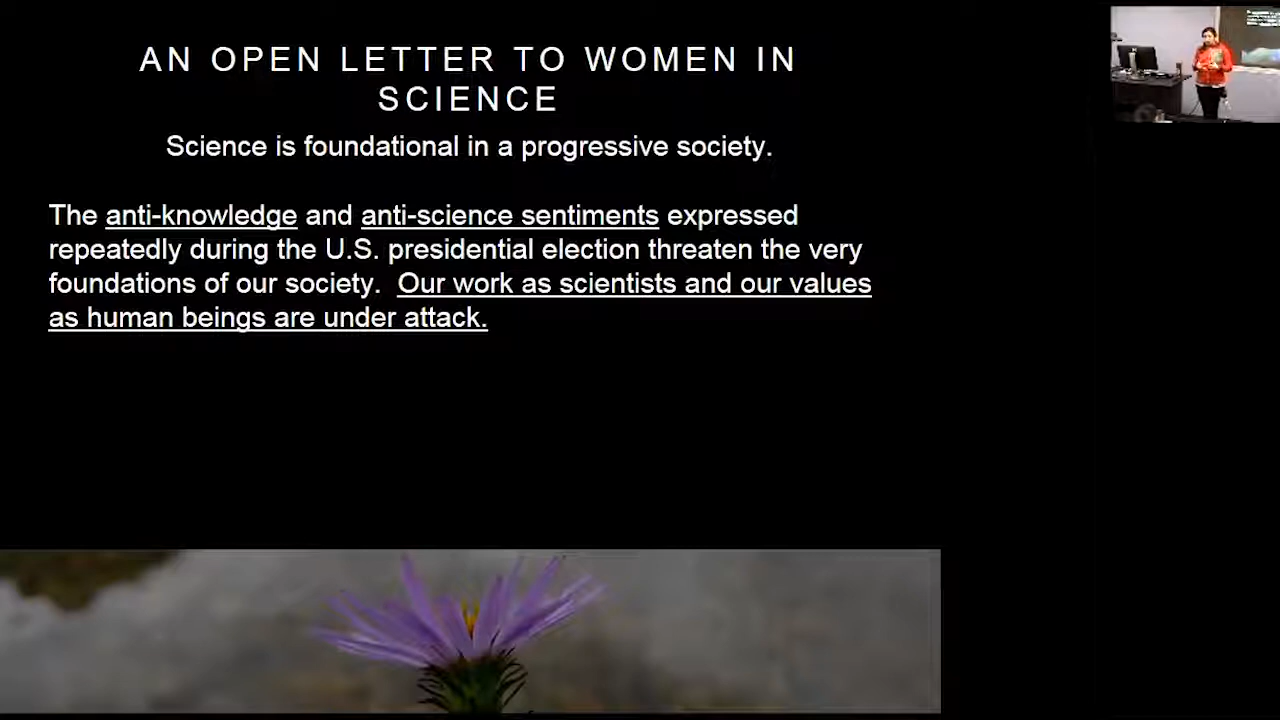 AN OPEN LETTER TO WOMEN IN
SCIENCE
Science is foundational in a progressive society.
The anti-knowledge and anti-science sentiments expressed
repeatedly during the U.S. presidential election threaten the very
foundations of our society.  Our work as scientists and our values
as human beings are under attack.